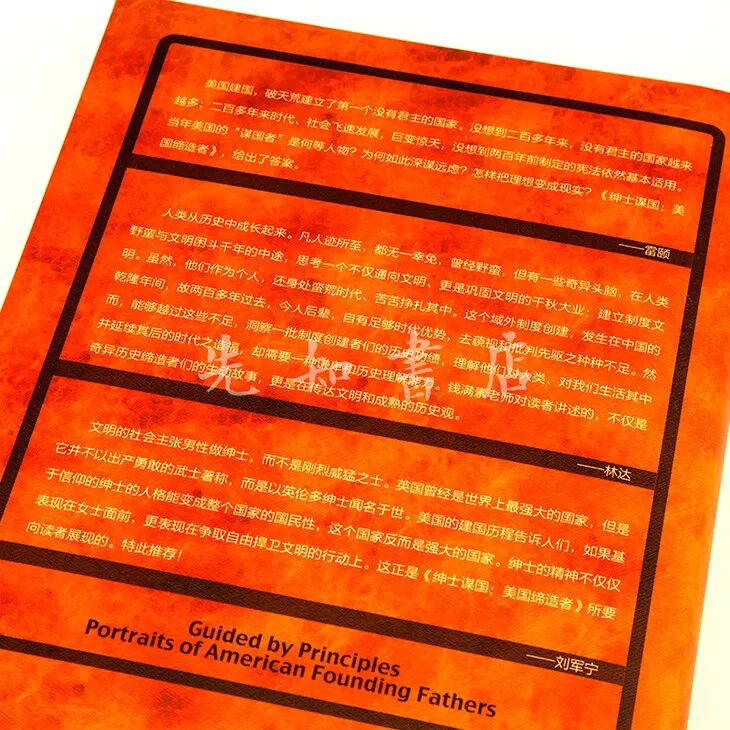 美国建国，破天荒建立了第一个没有君主的国家。没想到二百多年来，没有君主的国家越来
越多；二百多年来时代、社会飞速发展，巨变惊天，没想到两百年前制定的宪法依然基本适用。
当年美国的“谋国者”是何等人物？为何如此深谋远虑？怎样把理想变成现实？《绅士谋国：美
国缔造者》，给出了答案。
——雷颐
人类从历史中成长起来。凡人迹所至，都无一幸免，曾经野蛮，但有一些奇异头脑，在人类
野蛮与文明困斗千年的中途，思考一个不仅通向文明、更是巩固文明的千秋大业：建立制度文
明。虽然，他们作为个人，还身处蛮荒时代、苦苦挣扎其中。这个域外制度创建，发生在中国的
乾隆年间，故两百多年过去，今人后辈，自有足够时代优势，去藐视和批判先驱之种种不足。然
而，能够越过这些不足，洞察一批制度创建者们的历史功绩，理解他们对人类、对我们生活其中
并延续其后的时代之造福，却需要一种谦卑和历史理解能力。钱满素老师对读者讲述的，不仅是
奇异历史缔造者们的生动故事，更是在传达文明和成熟的历史观。
——林达
先知書店
文明的社会主张男性做绅士，而不是刚烈威猛之士。英国曾经是世界上最强大的国家，但是
它并不以出产勇敢的武士著称，而是以英伦多绅士闻名于世。美国的建国历程告诉人们，如果基
于信仰的绅士的人格能变成整个国家的国民性，这个国家反而是强大的国家。绅士的精神不仅仅
表现在女士面前，更表现在争取自由捍卫文明的行动上。这正是《绅士谋国：美国缔造者》所要
向读者展现的。特此推荐！
——刘军宁
Guided by Principles
Portraits of American Founding Fathers